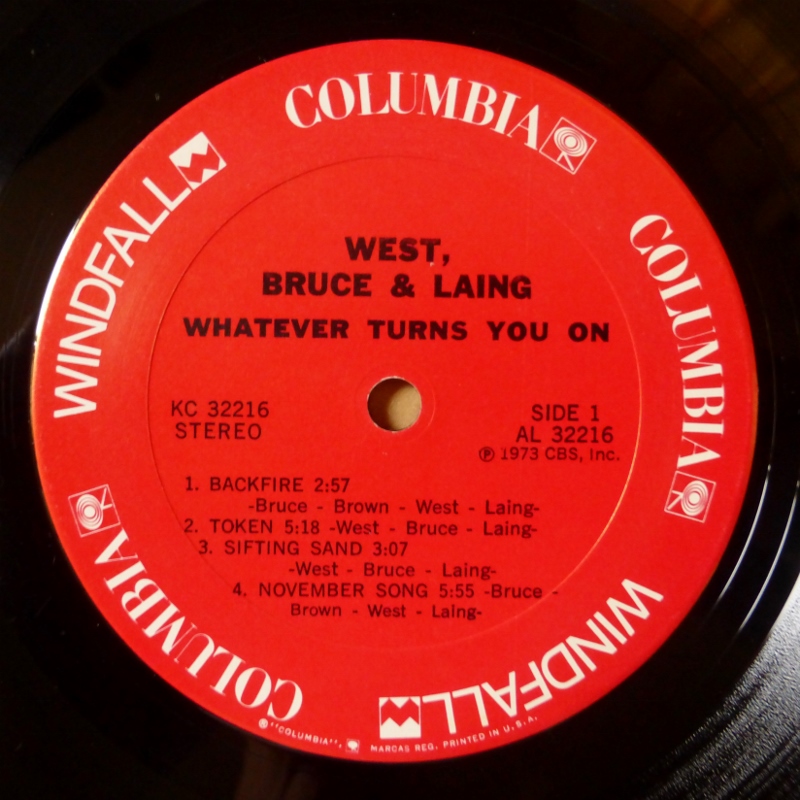 COLUMBIA
COLUMBIA
WINDFALL
COLUMBIA
WINDFALL
WEST,
BRUCE & LAING
WHATEVER TURNS YOU ON
KC 32216
STEREO
SIDE 1
AL 32216
℗ 1973 CBS, Inc.
1. BACKFIRE 2:57
-Bruce - Brown - West - Laing-
2. TOKEN 5:18 -West - Bruce - Laing-
3. SIFTING SAND 3:07
-West - Bruce - Laing-
4. NOVEMBER SONG 5:55 -Bruce -
Brown - West - Laing-
® "COLUMBIA", MARCAS REG. PRINTED IN U.S.A.